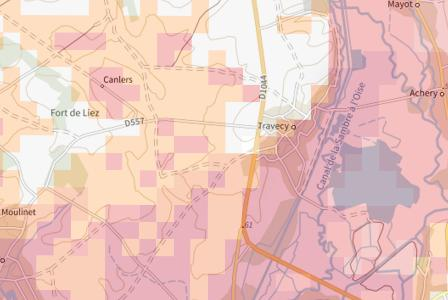 Mayot
Canlers
D1044
Achery
Fort de Liez
D557
Travecy
Canal de la Sambre à l'Oise
Moulinet
61